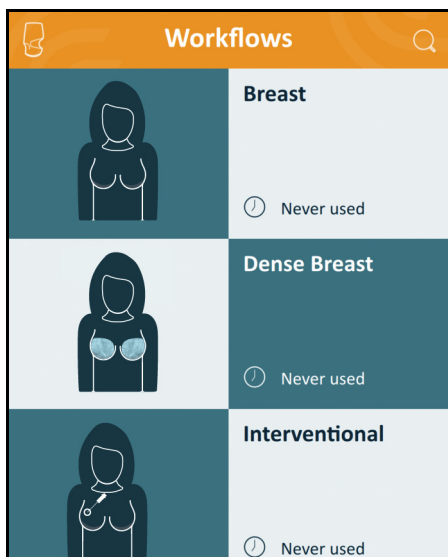 Workflows
Breast
Never used
Dense Breast
Never used
Interventional
Never used